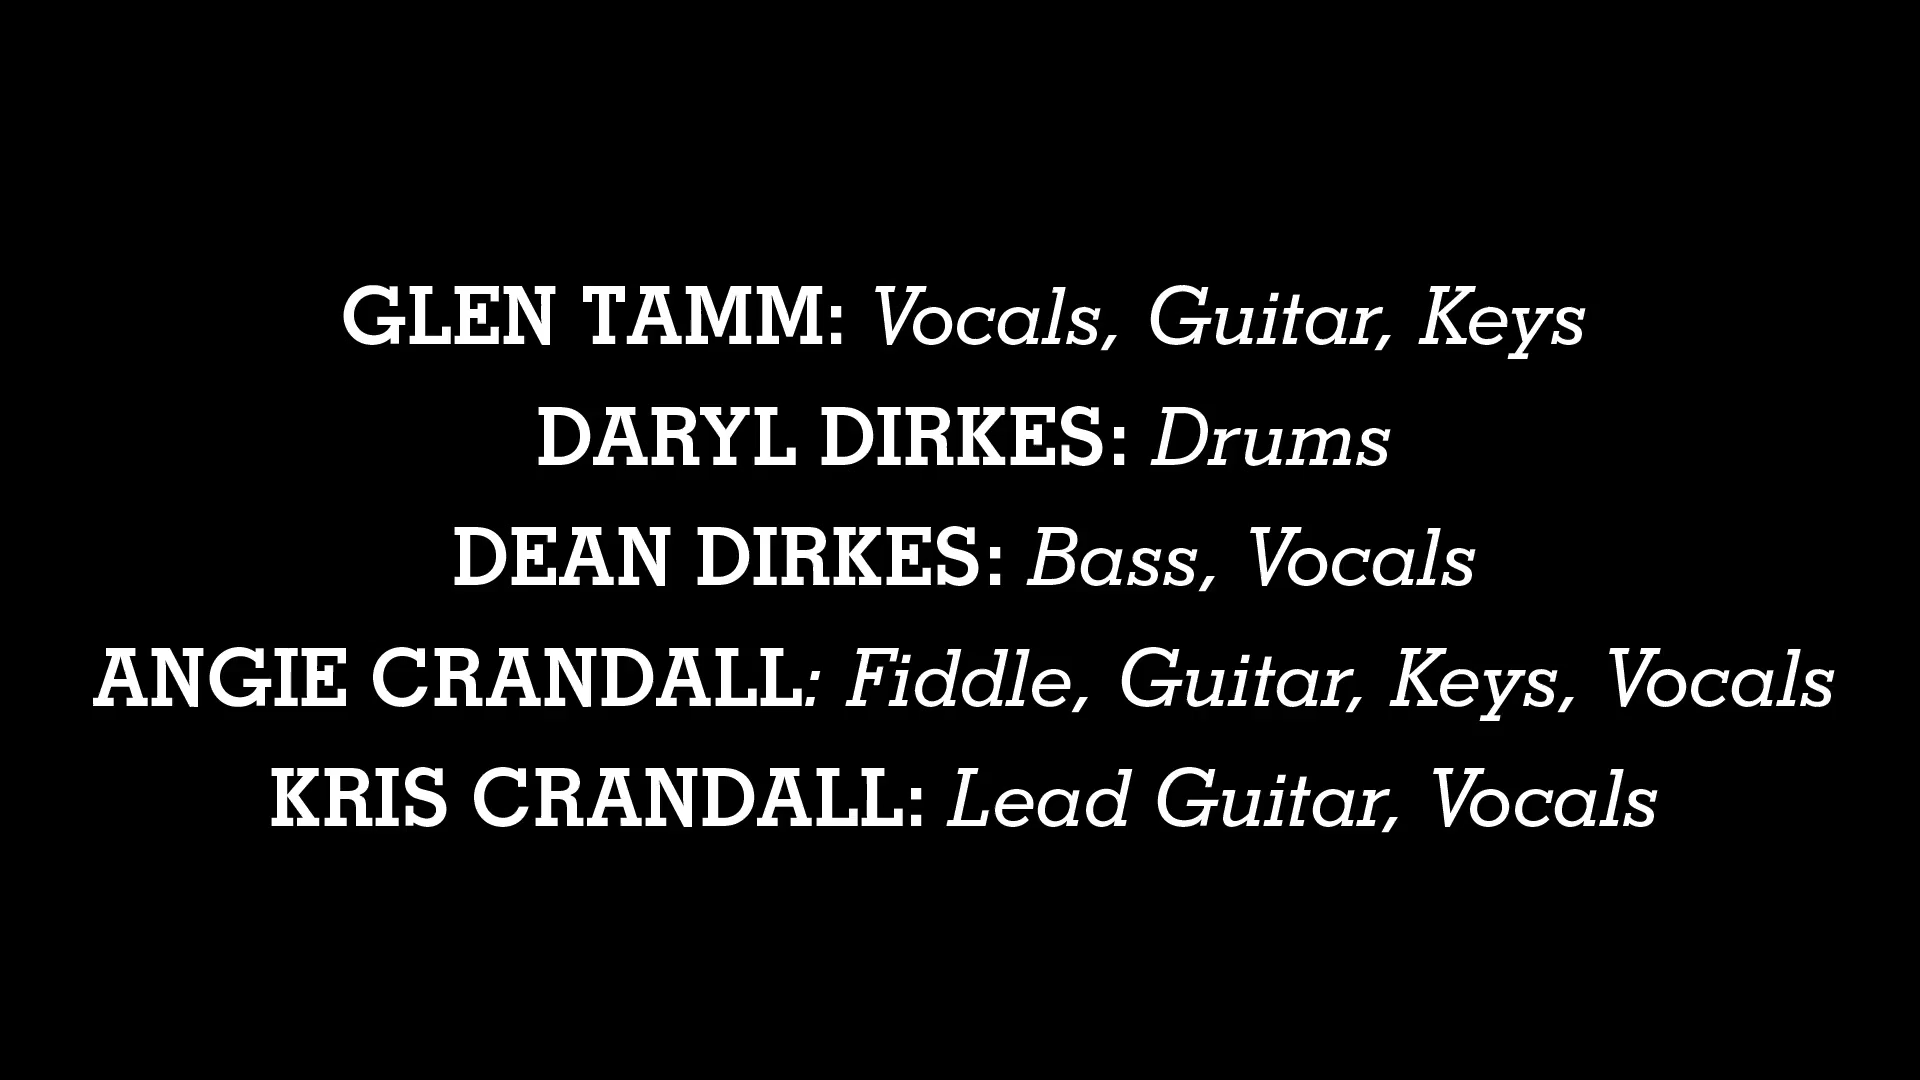 GLEN TAMM: Vocals, Guitar, Keys
DARYL DIRKES: Drums
DEAN DIRKES: Bass, Vocals
ANGIE CRANDALL: Fiddle, Guitar, Keys, Vocals
KRIS CRANDALL: Lead Guitar, Vocals